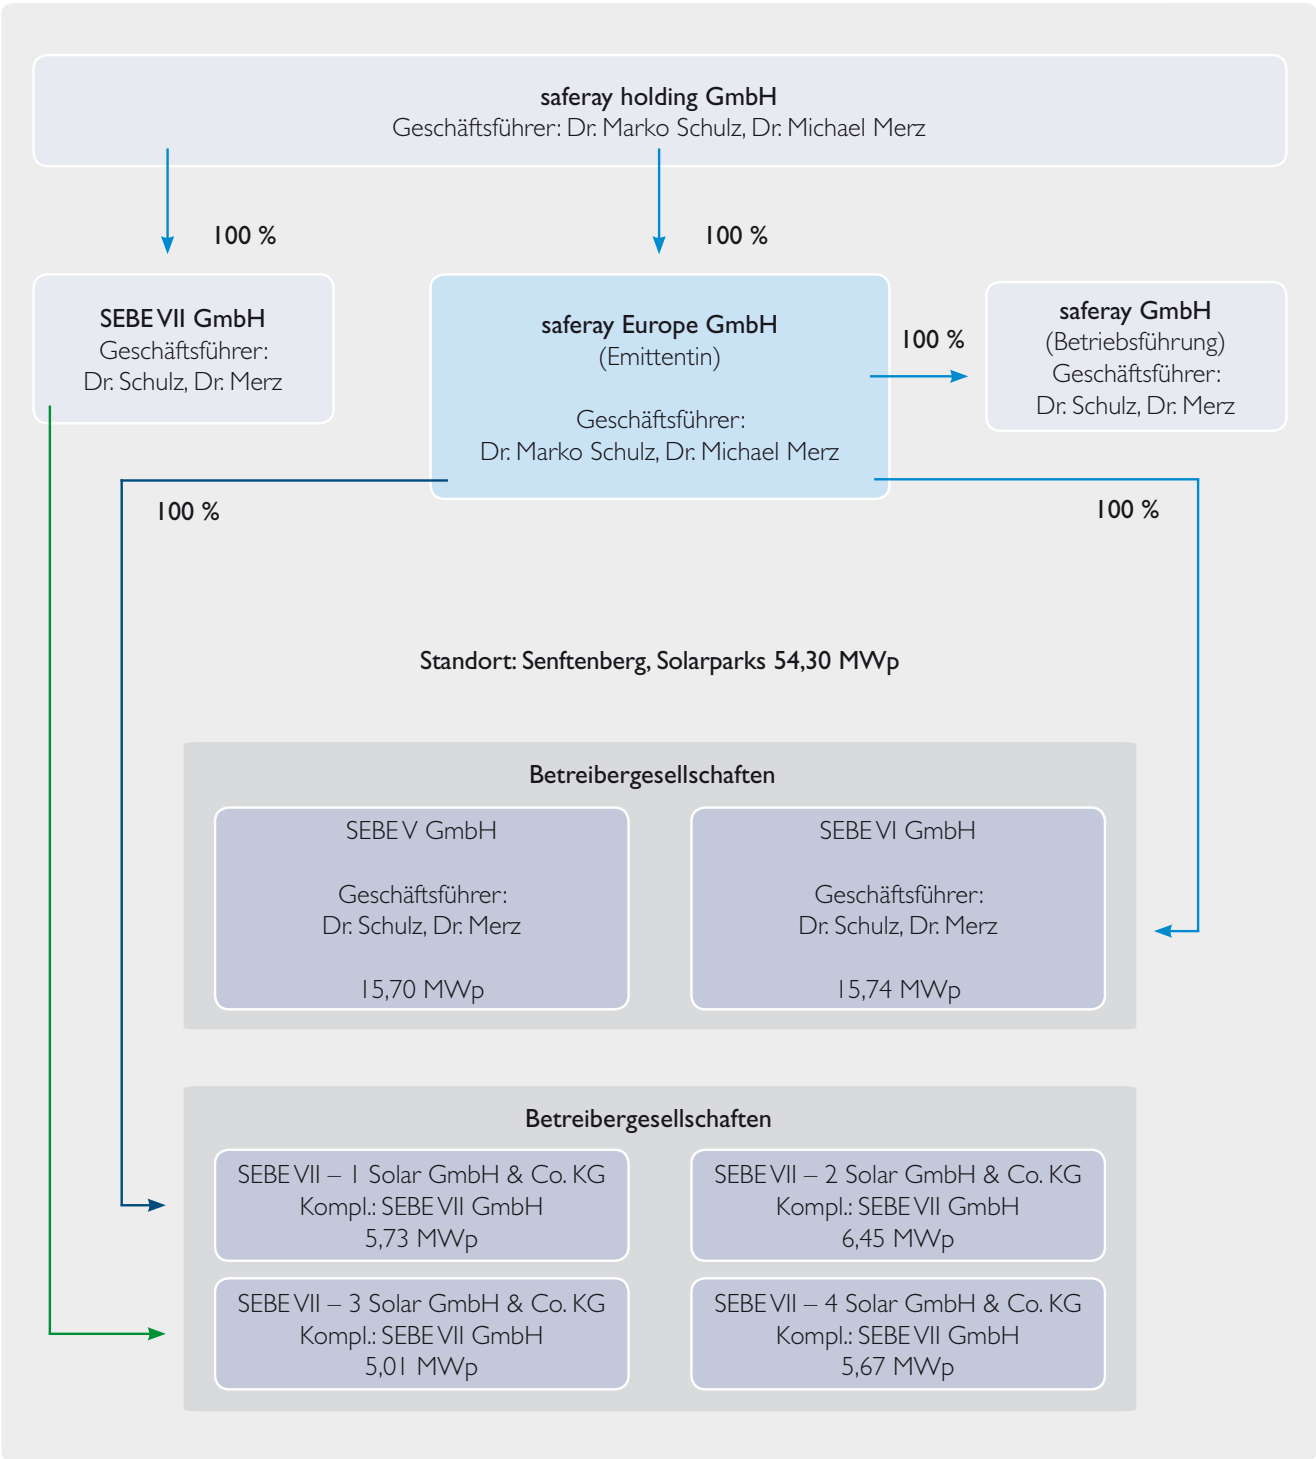 saferay holding GmbH
Geschäftsführer: Dr. Marko Schulz, Dr. Michael Merz
100 %
100 %
SEBE VII GmbH
Geschäftsführer:
Dr. Schulz, Dr. Merz
saferay Europe GmbH
(Emittentin)
Geschäftsführer:
Dr. Marko Schulz, Dr. Michael Merz
100 %
saferay GmbH
(Betriebsführung)
Geschäftsführer:
Dr. Schulz, Dr. Merz
100 %
100 %
Standort: Senftenberg, Solarparks 54,30 MWp
Betreibergesellschaften
SEBE V GmbH
Geschäftsführer:
Dr. Schulz, Dr. Merz
15,70 MWp
SEBE VI GmbH
Geschäftsführer:
Dr. Schulz, Dr. Merz
15,74 MWp
Betreibergesellschaften
SEBE VII – 1 Solar GmbH & Co. KG
Kompl.: SEBE VII GmbH
5,73 MWp
SEBE VII – 2 Solar GmbH & Co. KG
Kompl.: SEBE VII GmbH
6,45 MWp
SEBE VII – 3 Solar GmbH & Co. KG
Kompl.: SEBE VII GmbH
5,01 MWp
SEBE VII – 4 Solar GmbH & Co. KG
Kompl.: SEBE VII GmbH
5,67 MWp